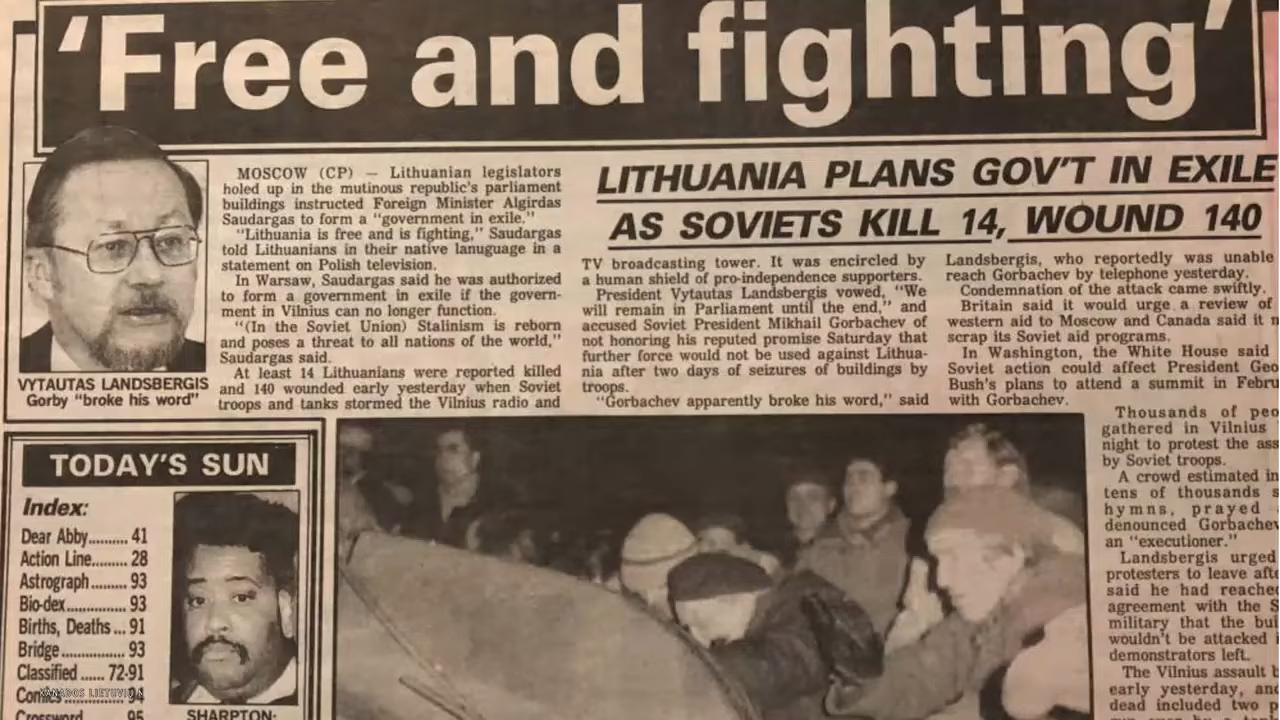 ‘Free and fighting’
LITHUANIA PLANS GOV'T IN EXILE
AS SOVIETS KILL 14, WOUND 140
VYTAUTAS LANDSBERGIS
Gorby "broke his word"
MOSCOW (CP) — Lithuanian legislators
holed up in the mutinous republic's parliament
buildings instructed Foreign Minister Algirdas
Saudargas to form a "government in exile."
"Lithuania is free and is fighting," Saudargas
told Lithuanians in their native lanuguage in a
statement on Polish television.
In Warsaw, Saudargas said he was authorized
to form a government in exile if the govern-
ment in Vilnius can no longer function.
"(In the Soviet Union) Stalinism is reborn
and poses a threat to all nations of the world,"
Saudargas said.
At least 14 Lithuanians were reported killed
and 140 wounded early yesterday when Soviet
troops and tanks stormed the Vilnius radio and
TV broadcasting tower. It was encircled by
a human shield of pro-independence supporters.
President Vytautas Landsbergis vowed, "We
will remain in Parliament until the end," and
accused Soviet President Mikhail Gorbachev of
not honoring his reputed promise Saturday that
further force would not be used against Lithua-
nia after two days of seizures of buildings by
troops.
"Gorbachev apparently broke his word," said
Landsbergis, who reportedly was unable
reach Gorbachev by telephone yesterday.
Condemnation of the attack came swiftly.
Britain said it would urge a review of
western aid to Moscow and Canada said it
scrap its Soviet aid programs.
In Washington, the White House said
Soviet action could affect President Geo
Bush's plans to attend a summit in Febru
with Gorbachev.
Thousands of peo
gathered in Vilnius
night to protest the ass
by Soviet troops.
A crowd estimated in
tens of thousands s
hymns, prayed
denounced Gorbachev
an "executioner."
Landsbergis urged
protesters to leave afte
said he had reached
agreement with the S
military that the bui
wouldn't be attacked i
demonstrators left.
The Vilnius assault b
early yesterday, and
dead included two p
TODAY'S SUN
Index:
Dear Abby.......... 41
Action Line......... 28
Astrograph......... 93
Bio-dex............... 93
Births, Deaths ... 91
Bridge................ 93
Classified ...... 72-91
Comics............... 94
Crossword.......... 95
SHARPTON:
KANADOS LIETUVIAI